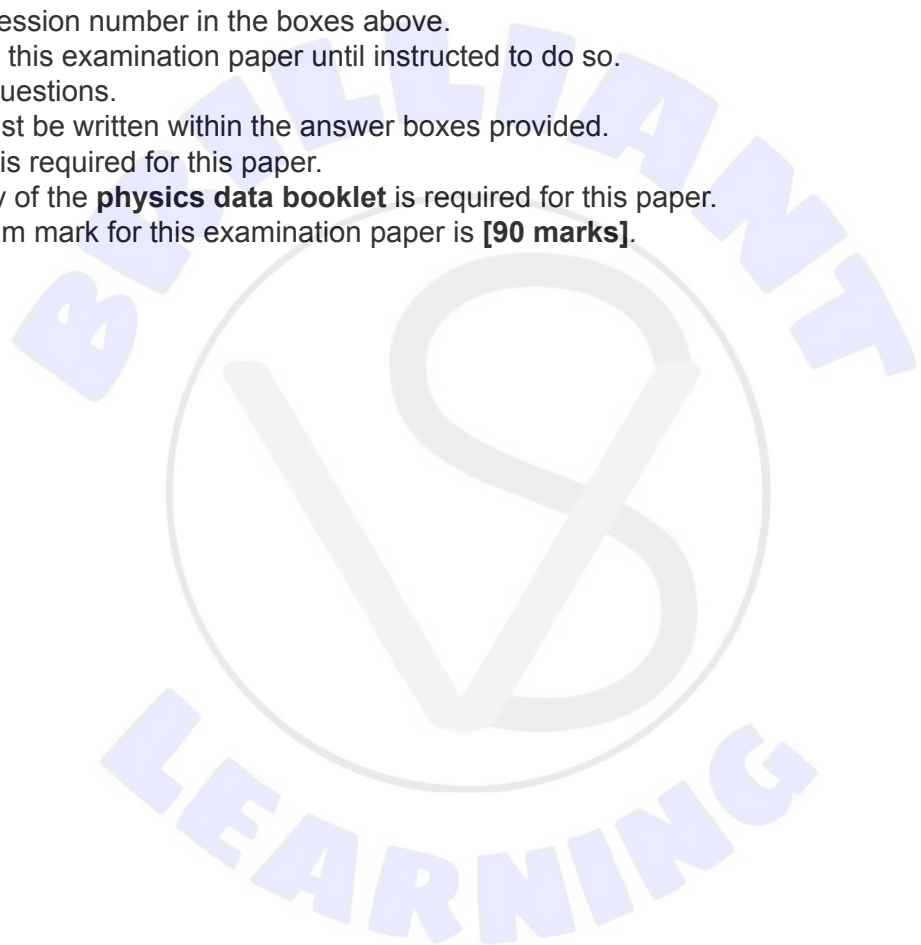 ession number in the boxes above.
this examination paper until instructed to do so.
uestions.
st be written within the answer boxes provided.
is required for this paper.
y of the physics data booklet is required for this paper.
m mark for this examination paper is [90 marks].
BRILLIANT
VS
LEARNING